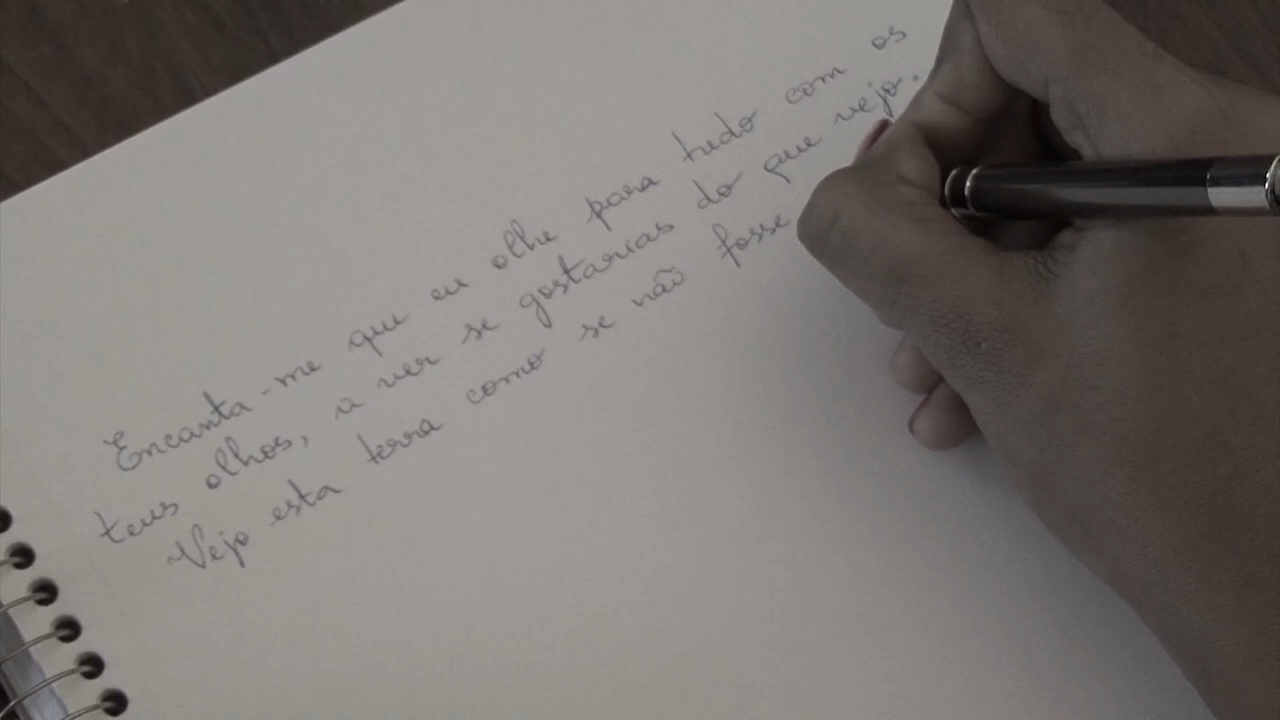 Encanta-me que eu olhe para tudo com os
teus olhos, a ver se gostarias do que vejo.
Vejo esta terra como se não fosse